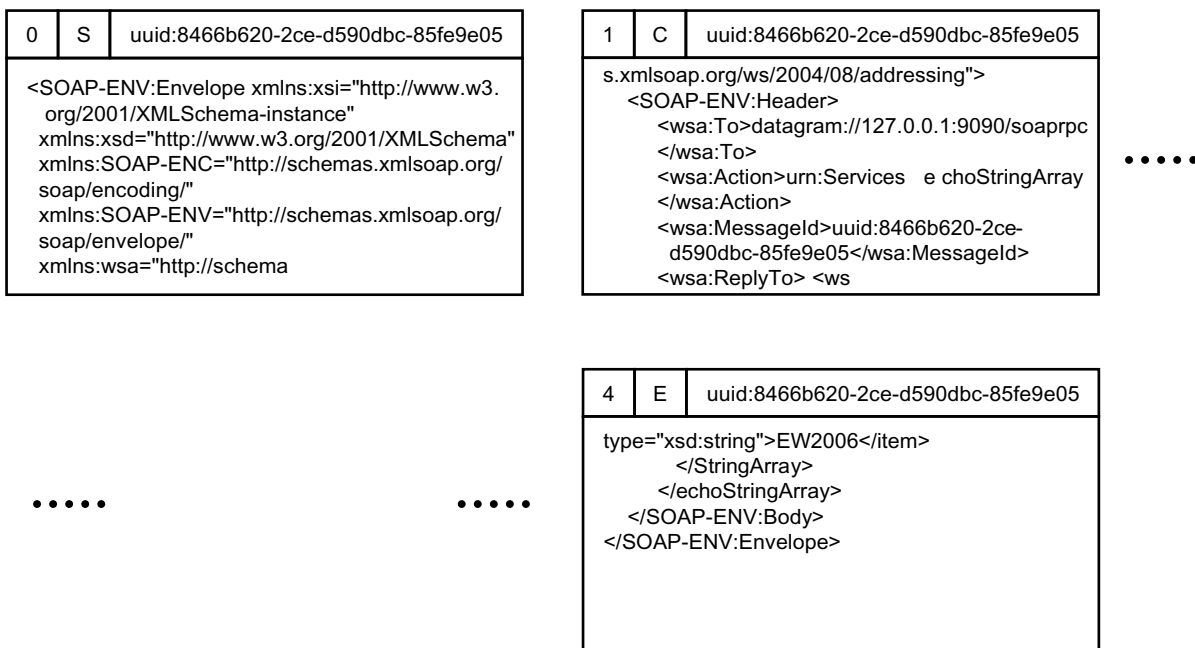 0 S uuid:8466b620-2ce-d590dbc-85fe9e05
<SOAP-ENV:Envelope xmlns:xsi="http://www.w3.
org/2001/XMLSchema-instance"
xmlns:xsd="http://www.w3.org/2001/XMLSchema"
xmlns:SOAP-ENC="http://schemas.xmlsoap.org/
soap/encoding/"
xmlns:SOAP-ENV="http://schemas.xmlsoap.org/
soap/envelope/"
xmlns:wsa="http://schema
1 C uuid:8466b620-2ce-d590dbc-85fe9e05
s.xmlsoap.org/ws/2004/08/addressing">
<SOAP-ENV:Header>
<wsa:To>datagram://127.0.0.1:9090/soaprpc
</wsa:To>
<wsa:Action>urn:Services e choStringArray
</wsa:Action>
<wsa:MessageId>uuid:8466b620-2ce-
d590dbc-85fe9e05</wsa:MessageId>
<wsa:ReplyTo> <ws
.....
..... .....
4 E uuid:8466b620-2ce-d590dbc-85fe9e05
type="xsd:string">EW2006</item>
</StringArray>
</echoStringArray>
</SOAP-ENV:Body>
</SOAP-ENV:Envelope>